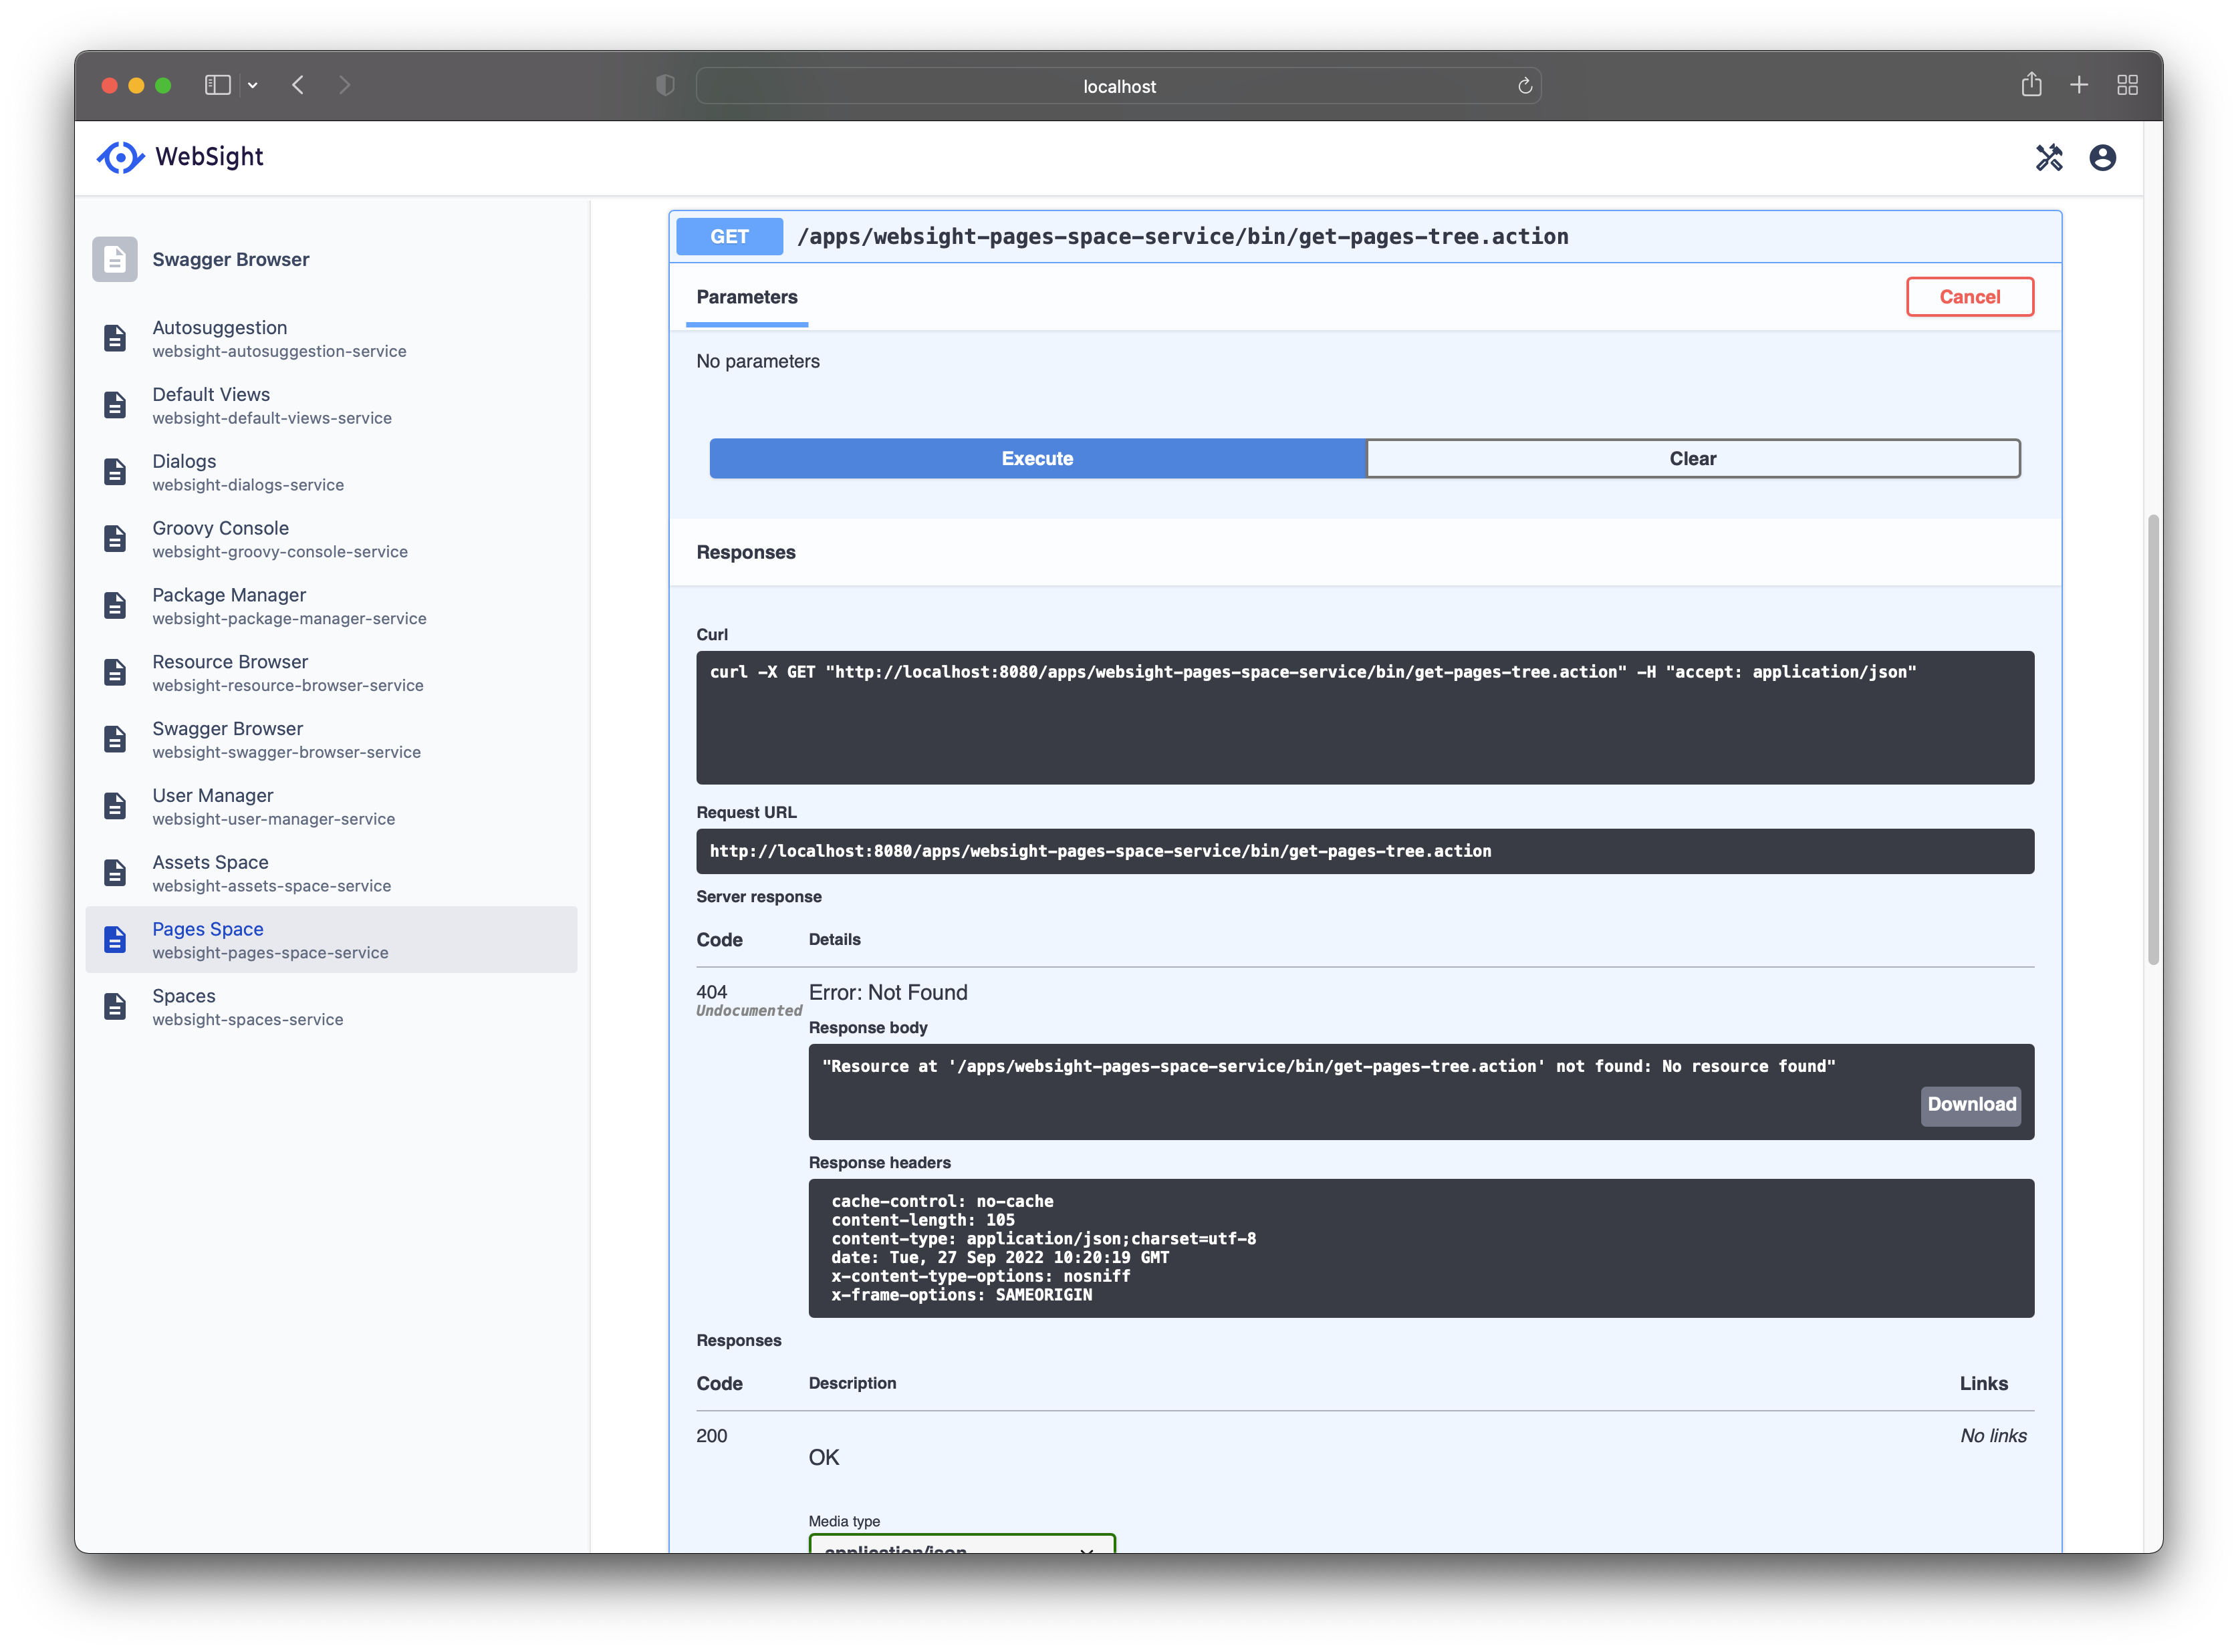 localhost
WebSight
Swagger Browser
Autosuggestion
websight-autosuggestion-service
Default Views
websight-default-views-service
Dialogs
websight-dialogs-service
Groovy Console
websight-groovy-console-service
Package Manager
websight-package-manager-service
Resource Browser
websight-resource-browser-service
Swagger Browser
websight-swagger-browser-service
User Manager
websight-user-manager-service
Assets Space
websight-assets-space-service
Pages Space
websight-pages-space-service
Spaces
websight-spaces-service
GET /apps/websight-pages-space-service/bin/get-pages-tree.action
Parameters
Cancel
No parameters
Execute
Clear
Responses
Curl
curl -X GET "http://localhost:8080/apps/websight-pages-space-service/bin/get-pages-tree.action" -H "accept: application/json"
Request URL
http://localhost:8080/apps/websight-pages-space-service/bin/get-pages-tree.action
Server response
Code Details
404 Error: Not Found
Undocumented
Response body
"Resource at '/apps/websight-pages-space-service/bin/get-pages-tree.action' not found: No resource found"
Download
Response headers
cache-control: no-cache
content-length: 105
content-type: application/json;charset=utf-8
date: Tue, 27 Sep 2022 10:20:19 GMT
x-content-type-options: nosniff
x-frame-options: SAMEORIGIN
Responses
Code Description Links
200 No links
OK
Media type
application/json